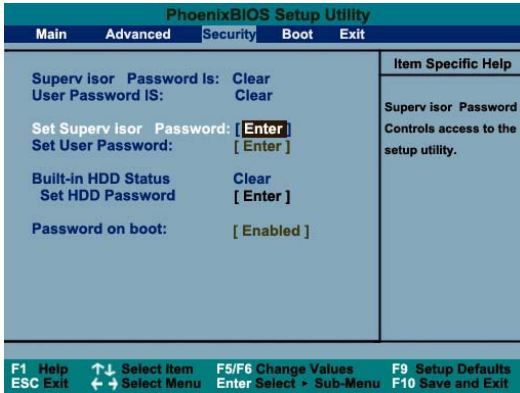 PhoenixBIOS Setup Utility
Main Advanced Security Boot Exit
Item Specific Help
Superv isor Password Is: Clear
User Password IS: Clear
Set Superv isor Password: [ Enter ]
Set User Password: [ Enter ]
Built-in HDD Status Clear
Set HDD Password [ Enter ]
Password on boot: [ Enabled ]
Superv isor Password
Controls access to the
setup utility.
F1 Help ↑↓ Select Item F5/F6 Change Values F9 Setup Defaults
ESC Exit ←→ Select Menu Enter Select ▸ Sub-Menu F10 Save and Exit